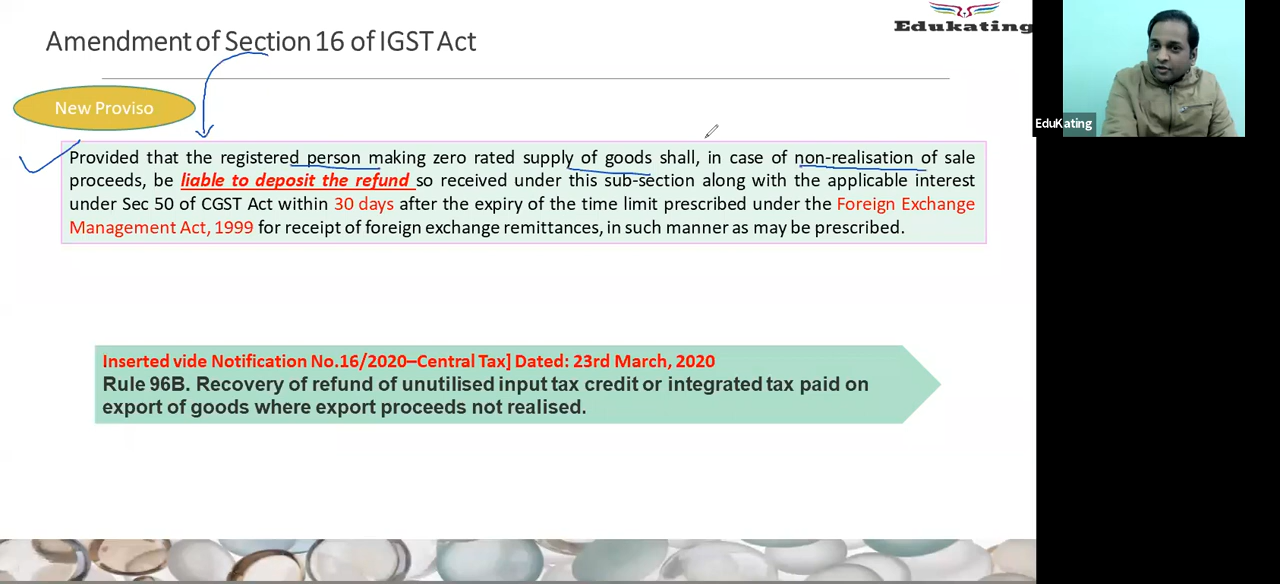 Amendment of Section 16 of IGST Act
Edukating
New Proviso
EduKating
Provided that the registered person making zero rated supply of goods shall, in case of non-realisation of sale
proceeds, be liable to deposit the refund so received under this sub-section along with the applicable interest
under Sec 50 of CGST Act within 30 days after the expiry of the time limit prescribed under the Foreign Exchange
Management Act, 1999 for receipt of foreign exchange remittances, in such manner as may be prescribed.
Inserted vide Notification No.16/2020–Central Tax] Dated: 23rd March, 2020
Rule 96B. Recovery of refund of unutilised input tax credit or integrated tax paid on
export of goods where export proceeds not realised.